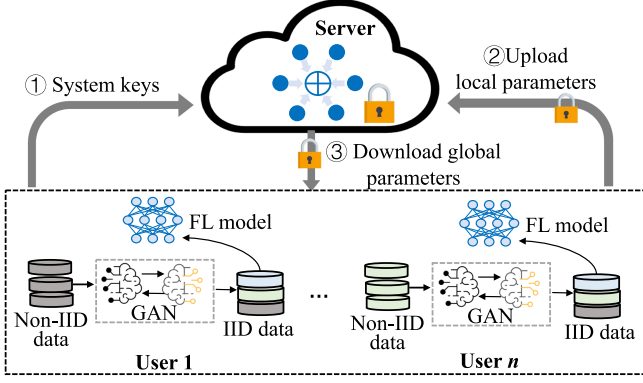 Server
① System keys
②Upload
local parameters
③ Download global
parameters
FL model
FL model
Non-IID
data
GAN
IID data
...
Non-IID
data
GAN
IID data
User 1
User n